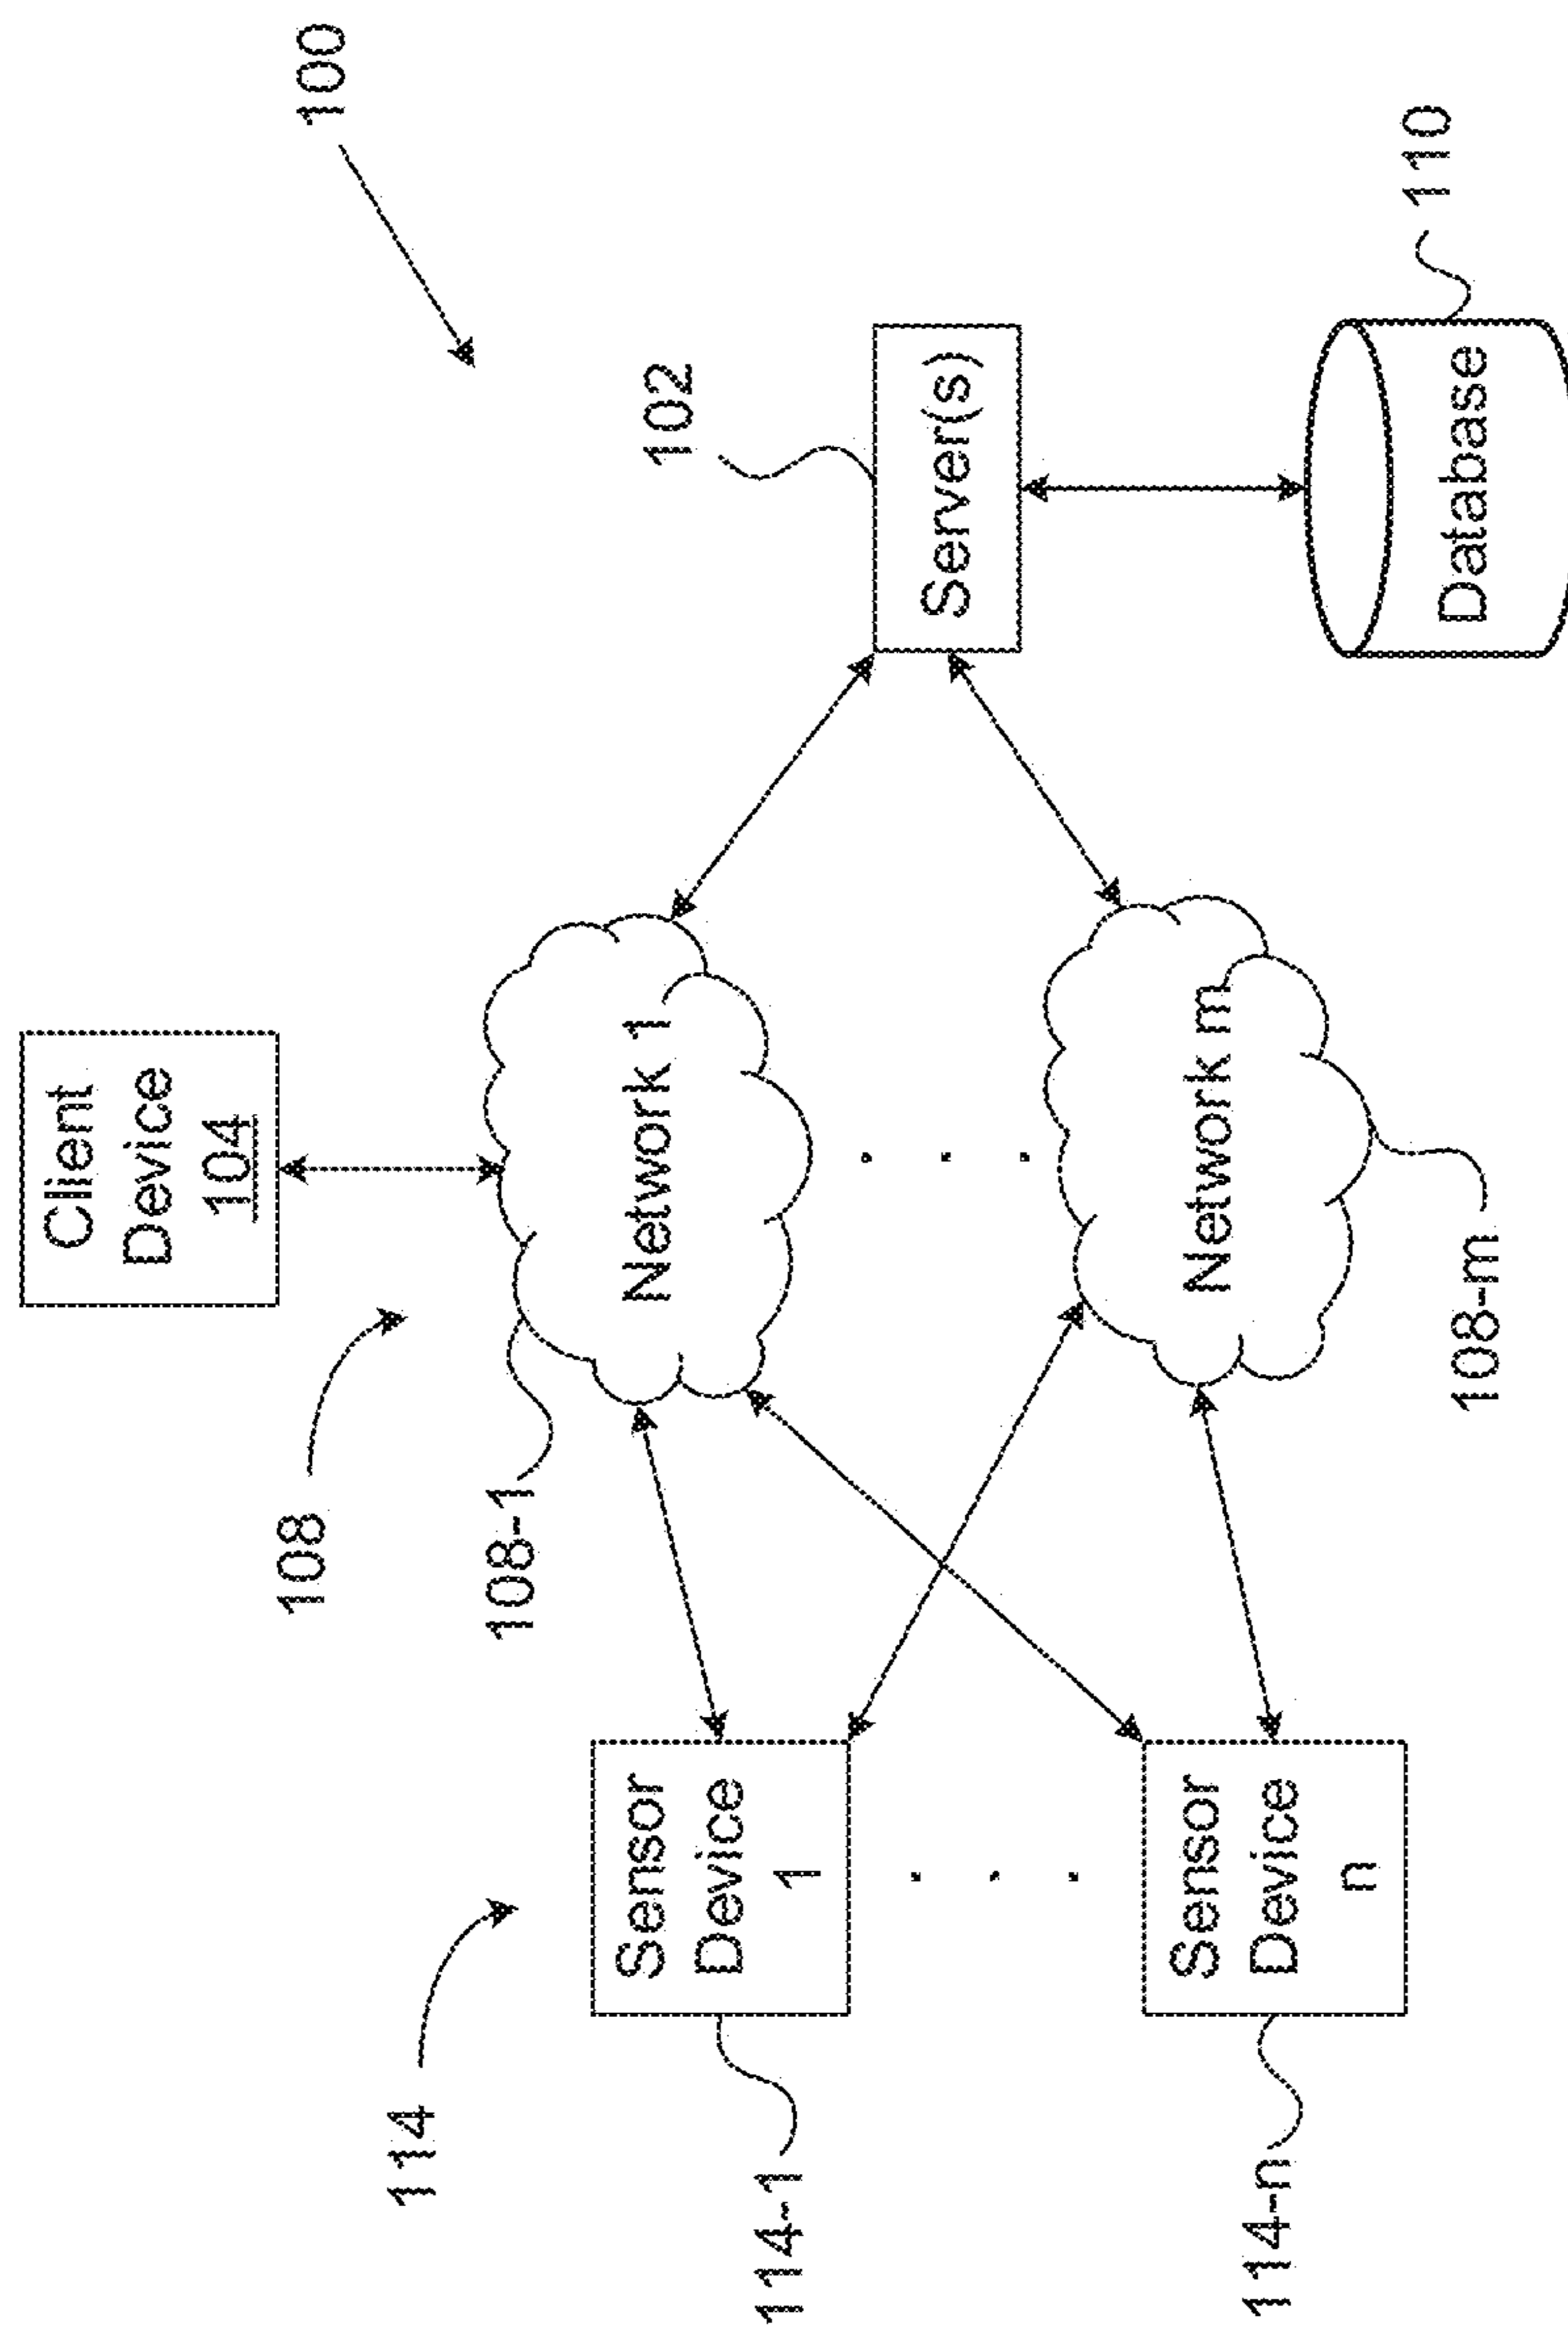 100
Client
Device
104
108
102
114
108-1
Network 1
Server(s)
Sensor
Device
1
114-1
110
Network m
Database
Sensor
Device
n
114-n
108-m